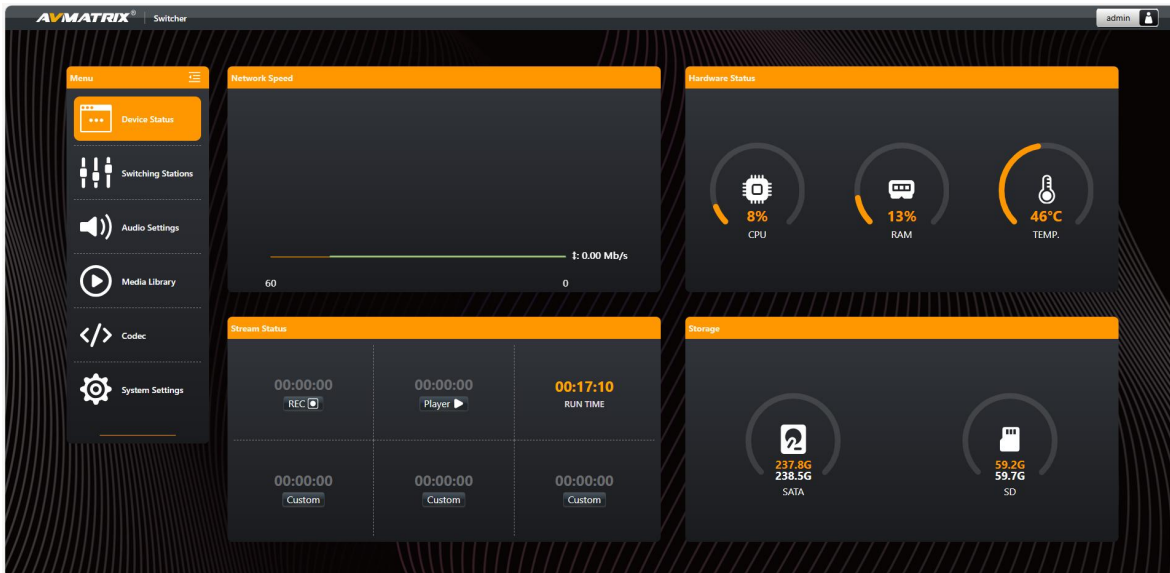 AVMATRIX® Switcher
admin
Menu
Device Status
Switching Stations
Audio Settings
Media Library
Codec
System Settings
Network Speed
↕: 0.00 Mb/s
60 0
Hardware Status
8% 13% 46°C
CPU RAM TEMP.
Stream Status
00:00:00 00:00:00 00:17:10
REC Player RUN TIME
00:00:00 00:00:00 00:00:00
Custom Custom Custom
Storage
237.8G 59.2G
238.5G 59.7G
SATA SD